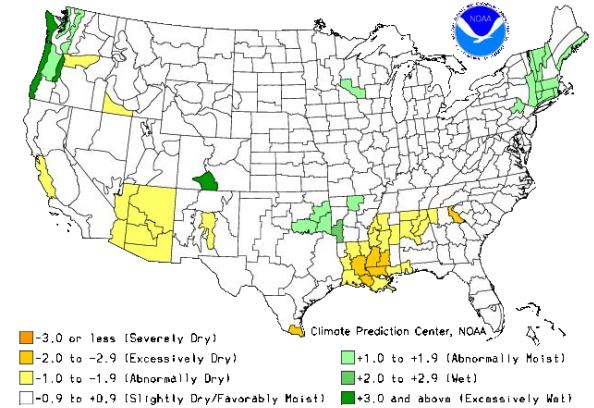 NOAA
Climate Prediction Center, NOAA
-3.0 or less (Severely Dry)
-2.0 to -2.9 (Excessively Dry)
-1.0 to -1.9 (Abnormally Dry)
-0.9 to +0.9 (Slightly Dry/Favorably Moist)
+1.0 to +1.9 (Abnormally Moist)
+2.0 to +2.9 (Wet)
+3.0 and above (Excessively Wet)